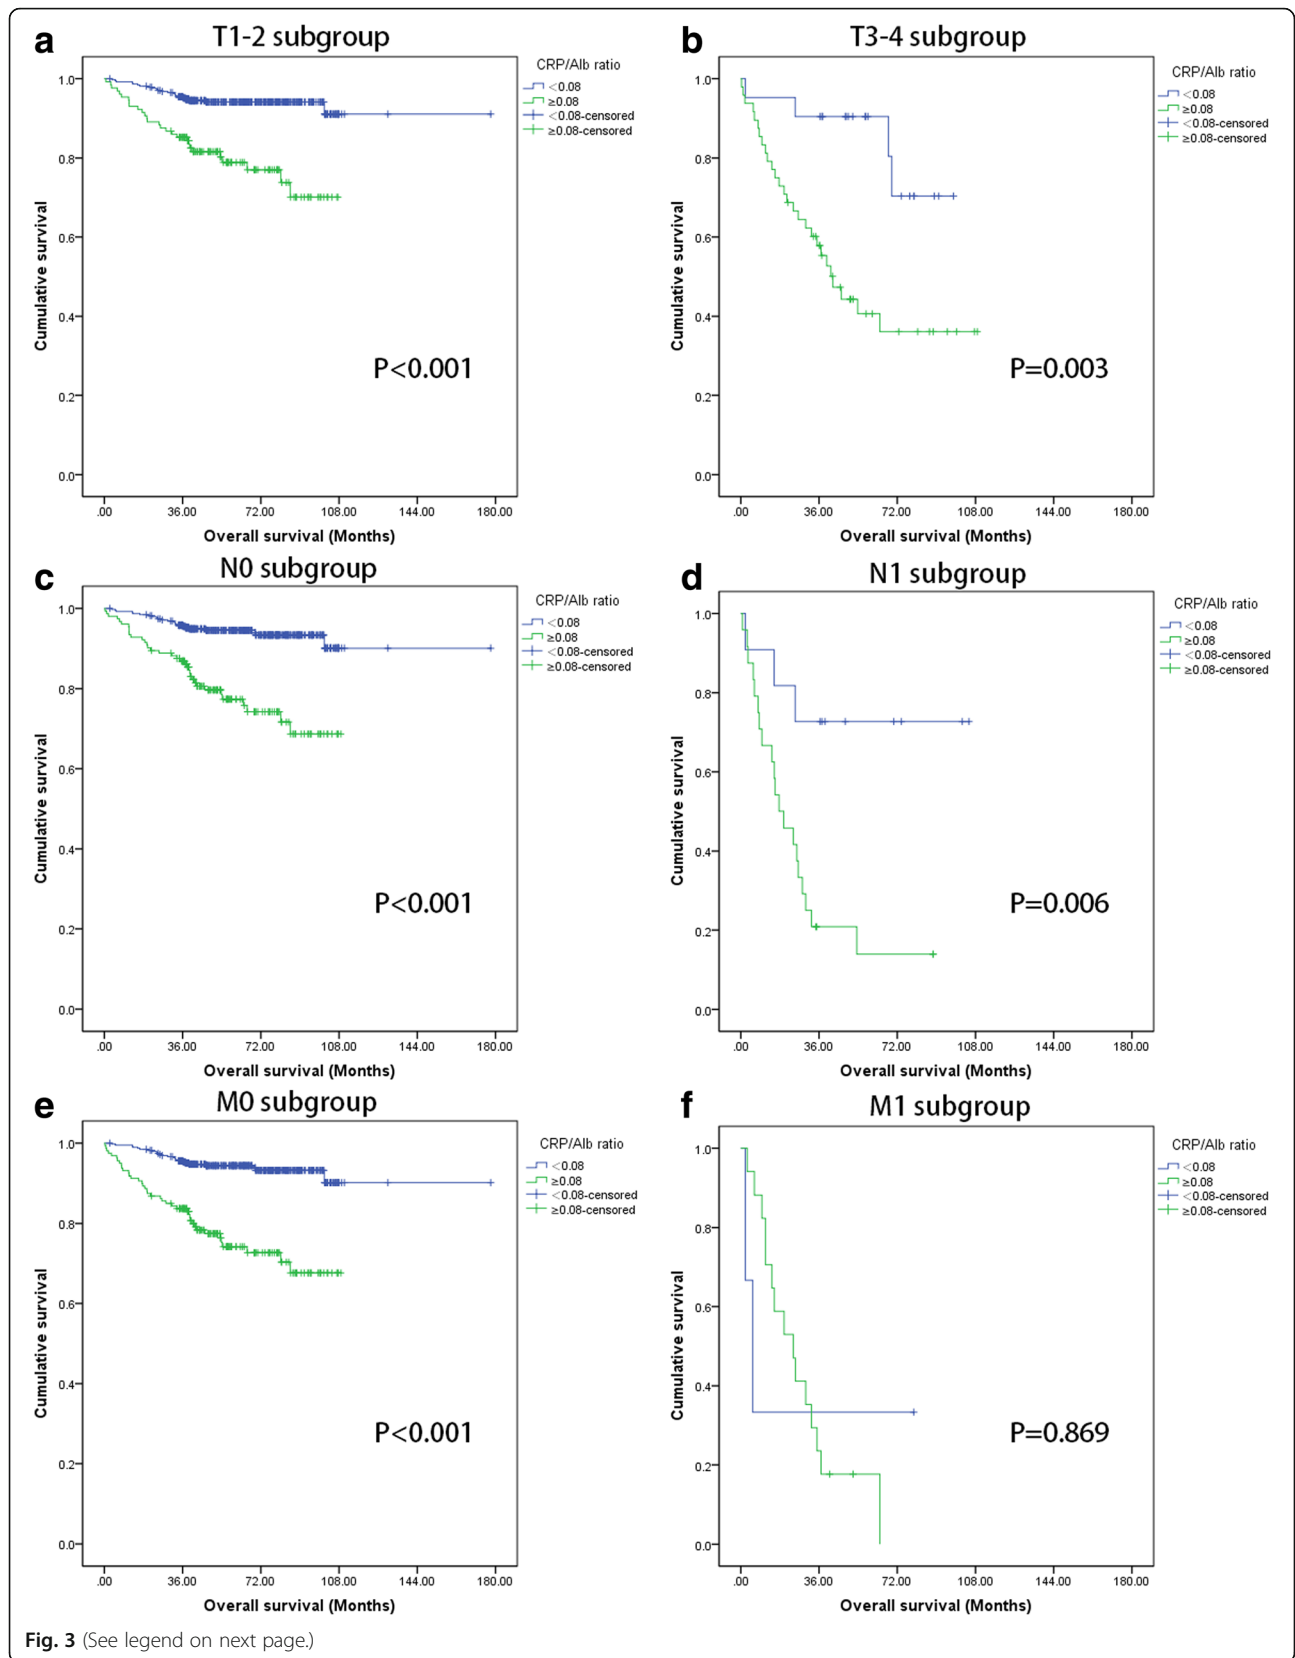 a
T1-2 subgroup
CRP/Alb ratio
<0.08
≥0.08
<0.08-censored
≥0.08-censored
1.0
0.8
0.6
0.4
0.2
0.0
Cumulative survival
P<0.001
.00 36.00 72.00 108.00 144.00 180.00
Overall survival (Months)
b
T3-4 subgroup
CRP/Alb ratio
<0.08
≥0.08
<0.08-censored
≥0.08-censored
1.0
0.8
0.6
0.4
0.2
0.0
Cumulative survival
P=0.003
.00 36.00 72.00 108.00 144.00 180.00
Overall survival (Months)
c
N0 subgroup
CRP/Alb ratio
<0.08
≥0.08
<0.08-censored
≥0.08-censored
1.0
0.8
0.6
0.4
0.2
0.0
Cumulative survival
P<0.001
.00 36.00 72.00 108.00 144.00 180.00
Overall survival (Months)
d
N1 subgroup
CRP/Alb ratio
<0.08
≥0.08
<0.08-censored
≥0.08-censored
1.0
0.8
0.6
0.4
0.2
0.0
Cumulative survival
P=0.006
.00 36.00 72.00 108.00 144.00 180.00
Overall survival (Months)
e
M0 subgroup
CRP/Alb ratio
<0.08
≥0.08
<0.08-censored
≥0.08-censored
1.0
0.8
0.6
0.4
0.2
0.0
Cumulative survival
P<0.001
.00 36.00 72.00 108.00 144.00 180.00
Overall survival (Months)
f
M1 subgroup
CRP/Alb ratio
<0.08
≥0.08
<0.08-censored
≥0.08-censored
1.0
0.8
0.6
0.4
0.2
0.0
Cumulative survival
P=0.869
.00 36.00 72.00 108.00 144.00 180.00
Overall survival (Months)
Fig. 3 (See legend on next page.)